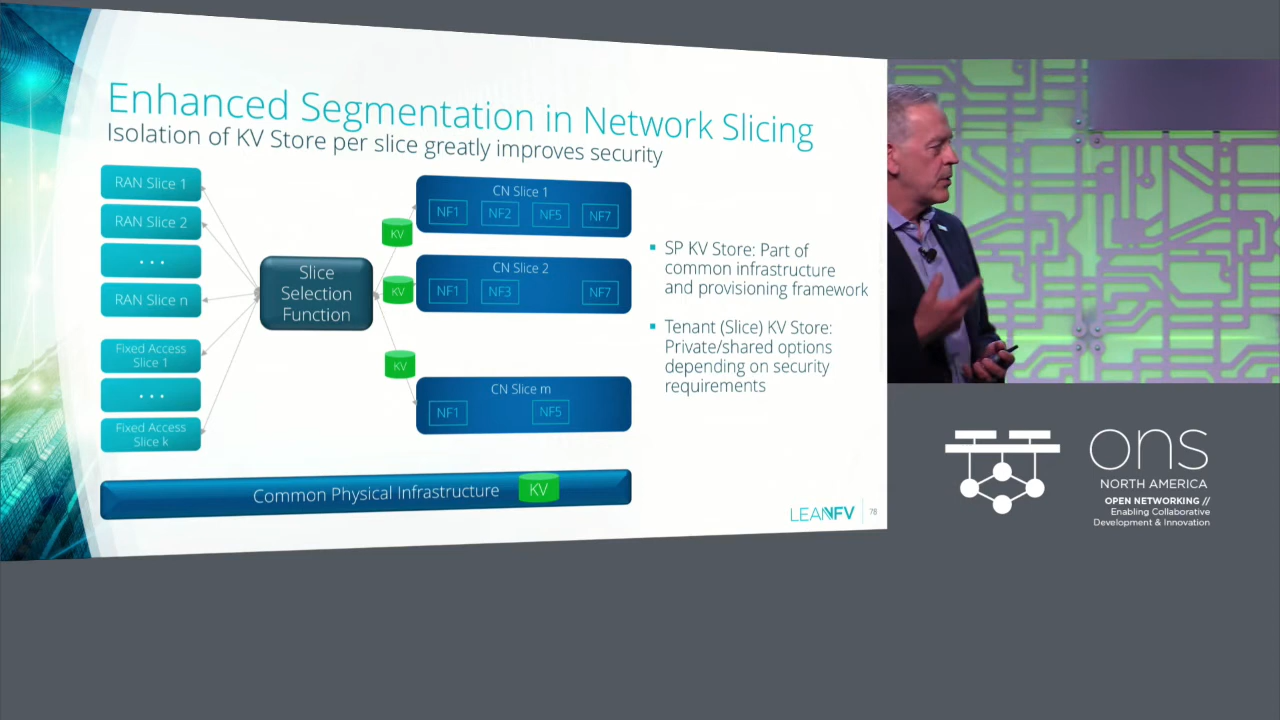 Enhanced Segmentation in Network Slicing
Isolation of KV Store per slice greatly improves security
RAN Slice 1
RAN Slice 2
...
RAN Slice n
Fixed Access
Slice 1
...
Fixed Access
Slice k
Slice
Selection
Function
KV
KV
KV
CN Slice 1
NF1 NF2 NF5 NF7
CN Slice 2
NF1 NF3 NF7
CN Slice m
NF1 NF5
Common Physical Infrastructure KV
SP KV Store: Part of
common infrastructure
and provisioning framework
Tenant (Slice) KV Store:
Private/shared options
depending on security
requirements
LEANNFV 78
ons
NORTH AMERICA
OPEN NETWORKING //
Enabling Collaborative
Development & Innovation